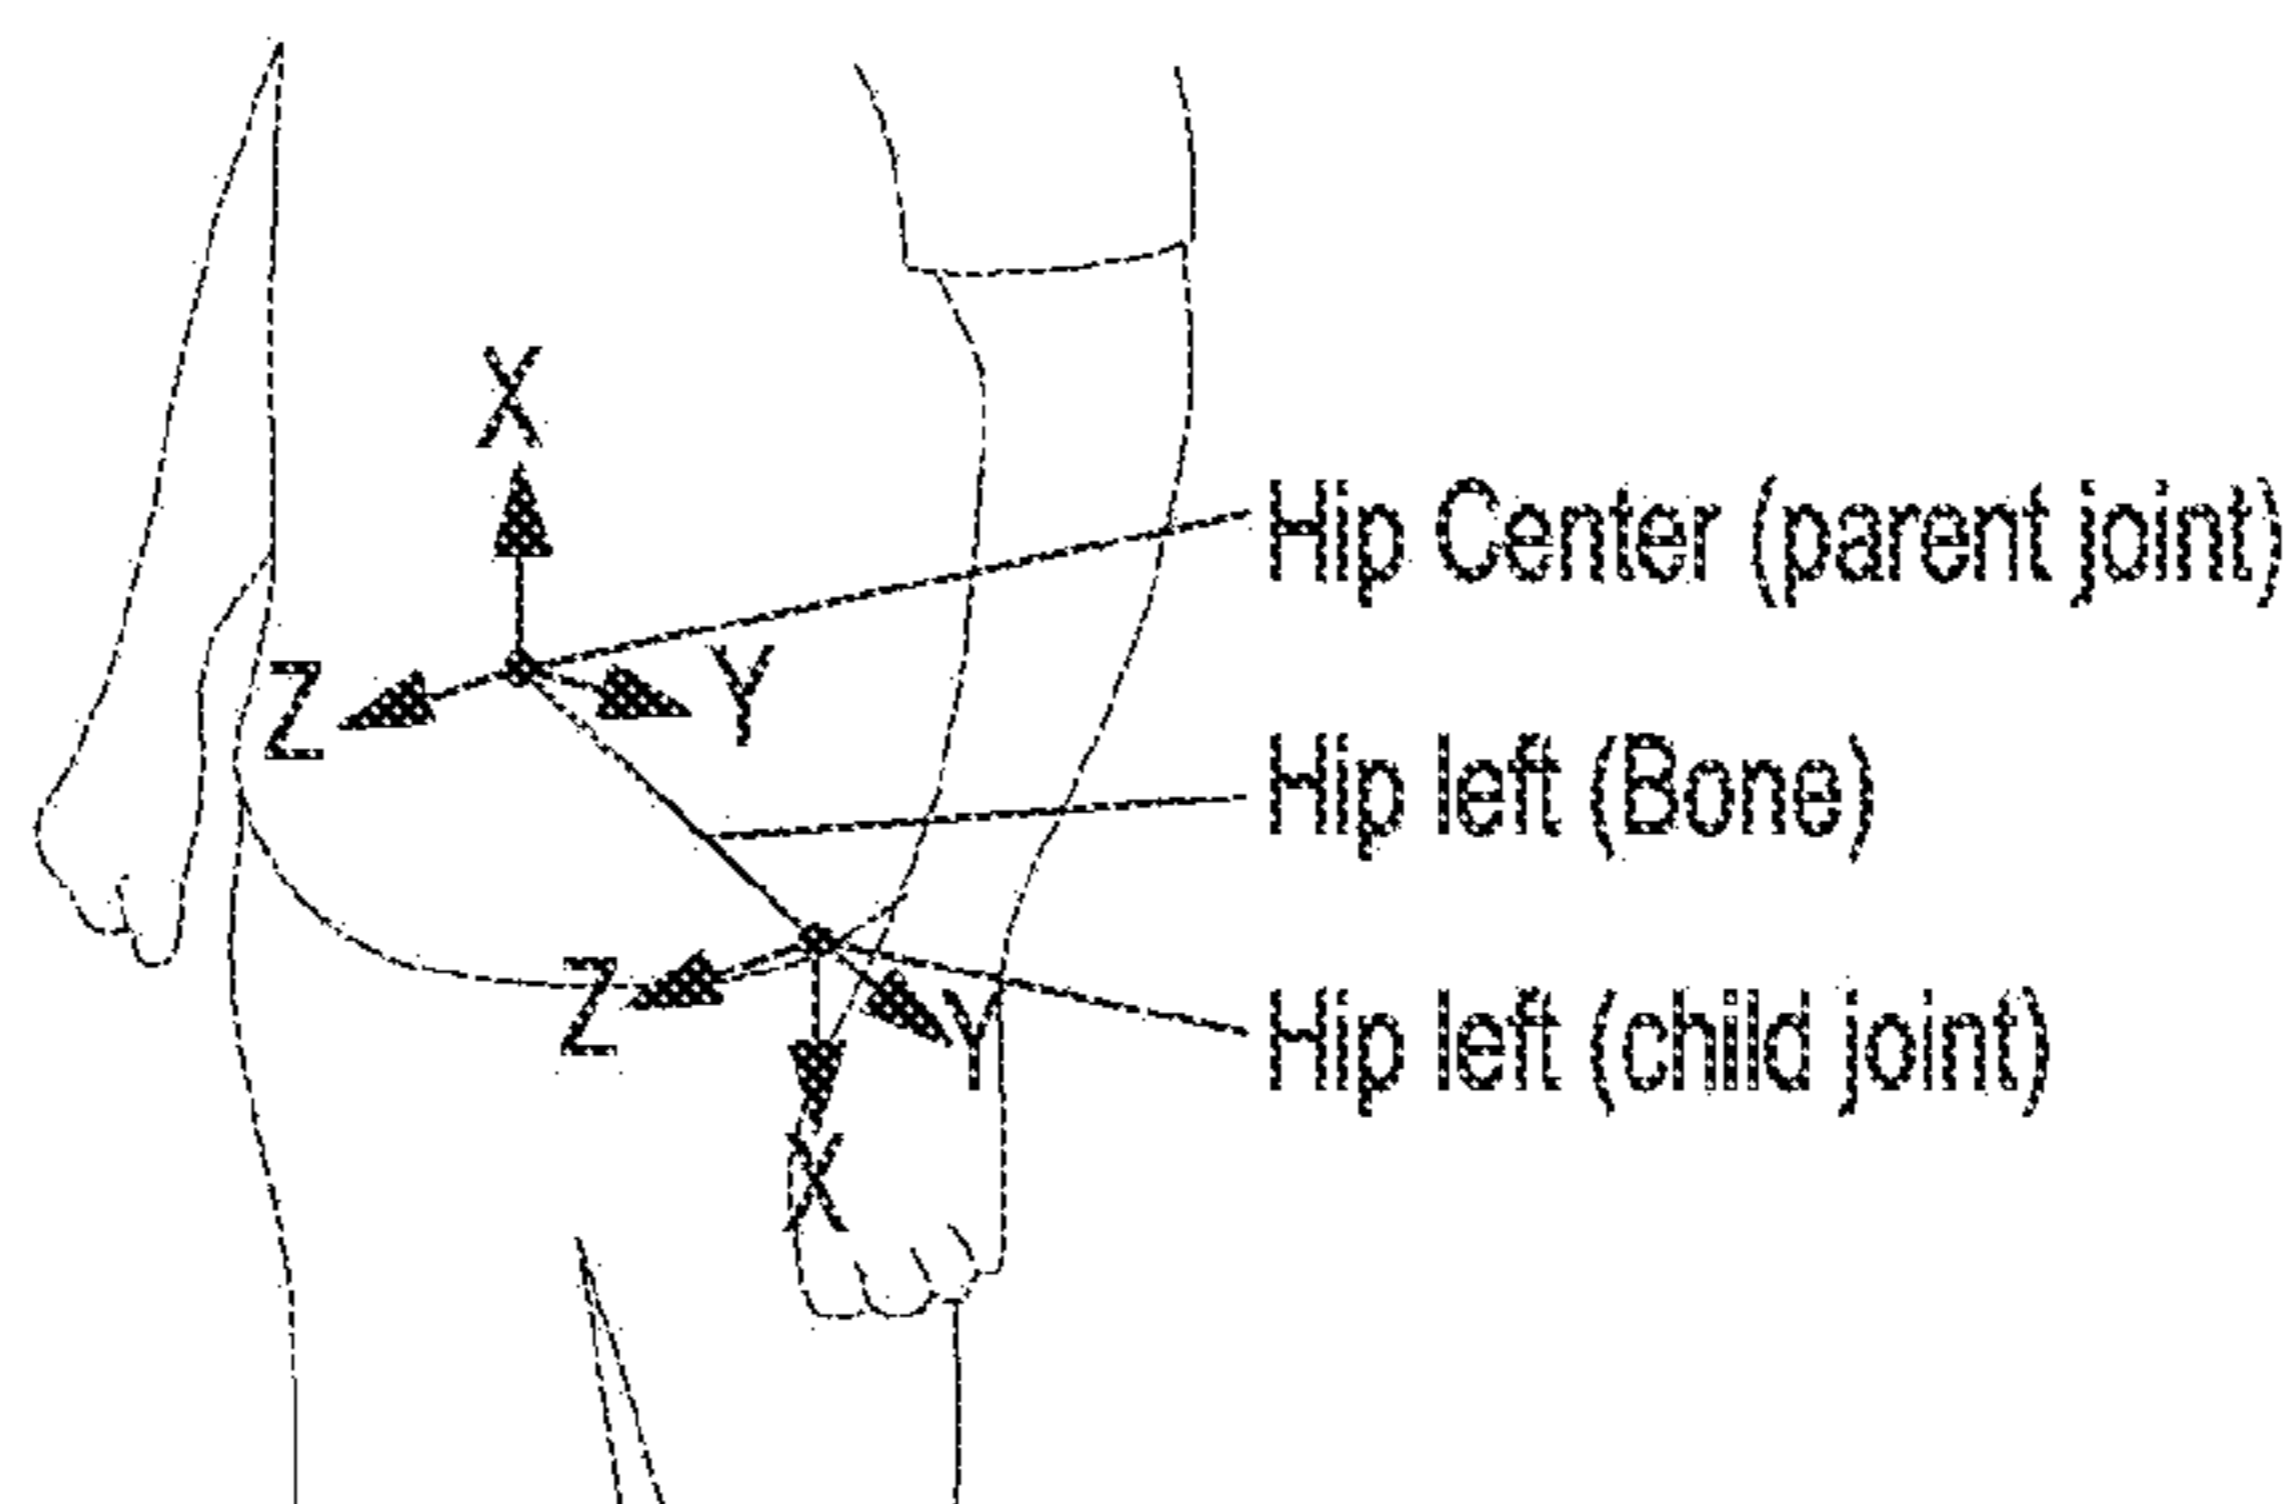 X
Hip Center (parent joint)
Z
Y
Hip left (Bone)
Z
Y
Hip left (child joint)
X